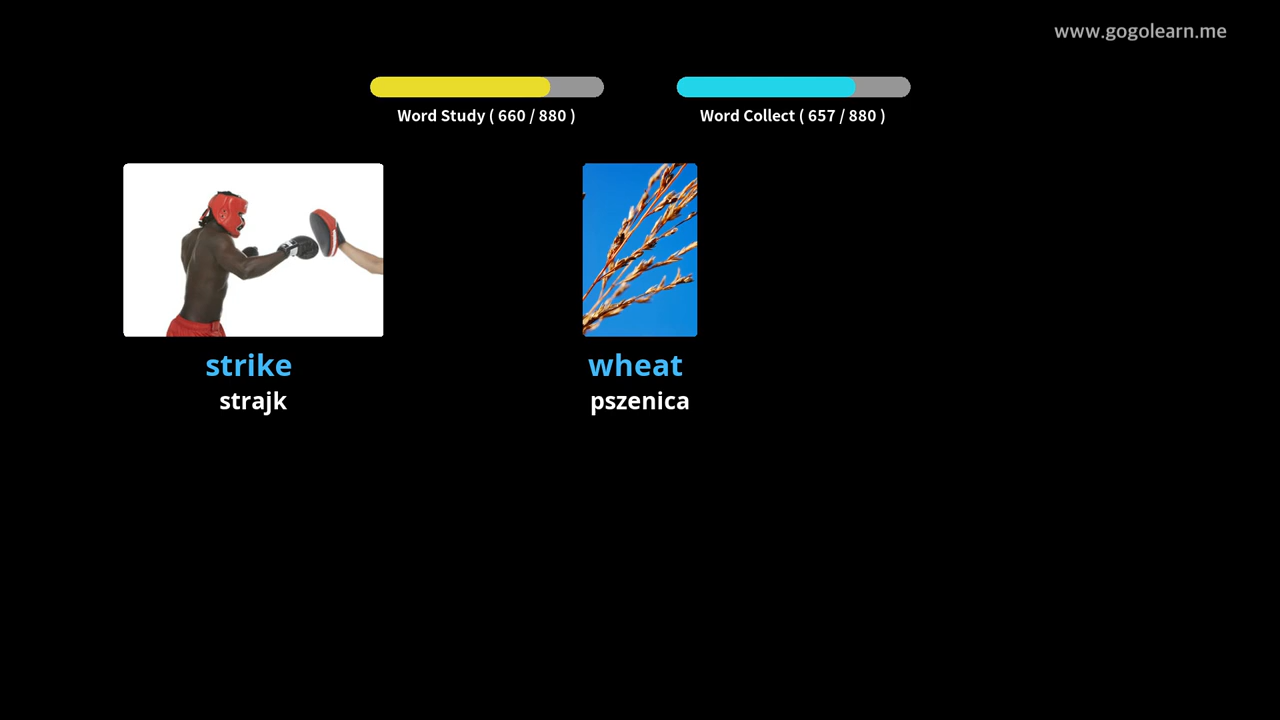 www.gogolearn.me
Word Study ( 660 / 880 )
Word Collect ( 657 / 880 )
strike
strajk
wheat
pszenica